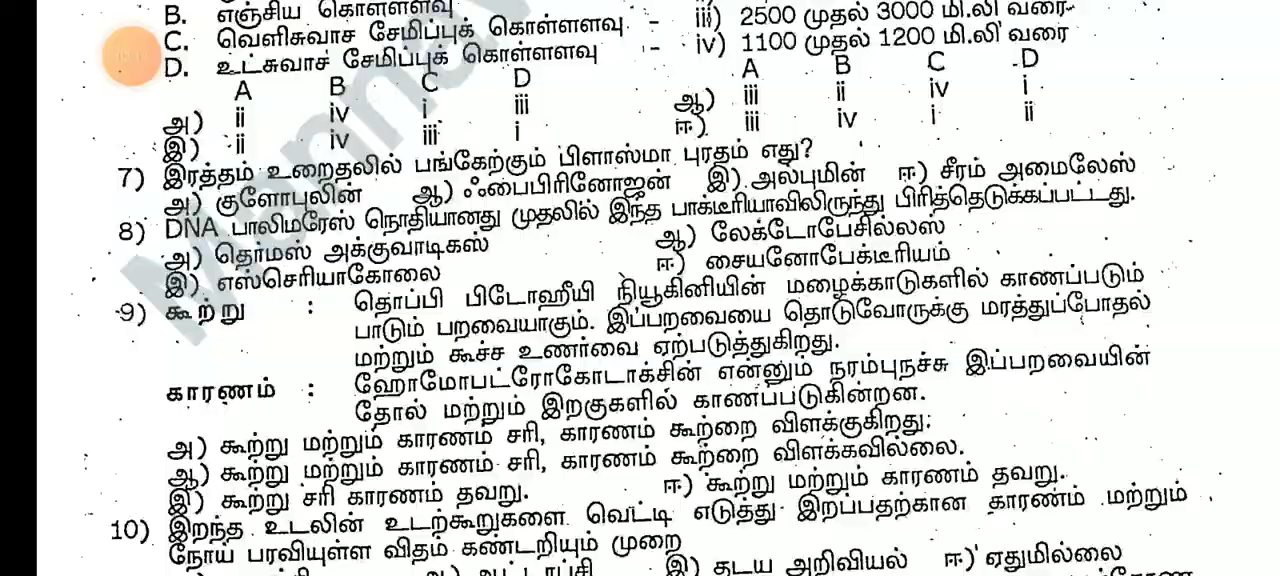 B. எஞ்சிய கொள்ளளவு
C. வெளிசுவாச சேமிப்புக் கொள்ளளவு - iii) 2500 முதல் 3000 மி.லி வரை
D. உட்சுவாச சேமிப்புக் கொள்ளளவு - iv) 1100 முதல் 1200 மி.லி வரை
A B C D A B C D
அ) ii iv i iii ஆ) iii ii iv i
இ) ii iv iii i ஈ) iii iv i ii
7) இரத்தம் உறைதலில் பங்கேற்கும் பிளாஸ்மா புரதம் எது?
அ) குளோபுலின் ஆ) ஃபைபிரினோஜன் இ) அல்புமின் ஈ) சீரம் அமைலேஸ்
8) DNA பாலிமரேஸ் நொதியானது முதலில் இந்த பாக்டீரியாவிலிருந்து பிரித்தெடுக்கப்பட்டது.
அ) தெர்மஸ் அக்குவாடிகஸ் ஆ) லேக்டோபேசில்லஸ்
இ) எஸ்செரியாகோலை ஈ) சையனோபேக்டீரியம்
9) கூற்று : தொப்பி பிடோஹீயி நியூகினியின் மழைக்காடுகளில் காணப்படும்
பாடும் பறவையாகும். இப்பறவையை தொடுவோருக்கு மரத்துப்போதல்
மற்றும் கூச்ச உணர்வை ஏற்படுத்துகிறது.
காரணம் : ஹோமோபட்ரோகோடாக்சின் என்னும் நரம்புநச்சு இப்பறவையின்
தோல் மற்றும் இறகுகளில் காணப்படுகின்றன.
அ) கூற்று மற்றும் காரணம் சரி, காரணம் கூற்றை விளக்குகிறது.
ஆ) கூற்று மற்றும் காரணம் சரி, காரணம் கூற்றை விளக்கவில்லை.
இ) கூற்று சரி காரணம் தவறு. ஈ) கூற்று மற்றும் காரணம் தவறு.
10) இறந்த உடலின் உடற்கூறுகளை வெட்டி எடுத்து இறப்பதற்கான காரணம் மற்றும்
நோய் பரவியுள்ள விதம் கண்டறியும் முறை
இ) தடய அறிவியல் ஈ) ஏதுமில்லை